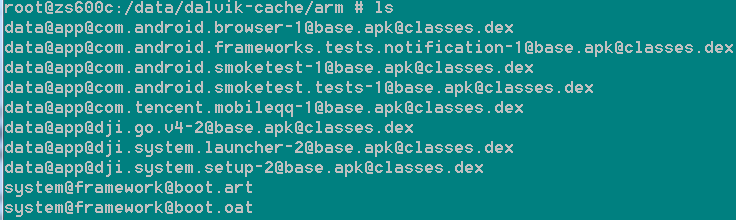 root@zs600c:/data/dalvik-cache/arm # ls
data@app@com.android.browser-1@base.apk@classes.dex
data@app@com.android.frameworks.tests.notification-1@base.apk@classes.dex
data@app@com.android.smoketest-1@base.apk@classes.dex
data@app@com.android.smoketest.tests-1@base.apk@classes.dex
data@app@com.tencent.mobileqq-1@base.apk@classes.dex
data@app@dji.go.v4-2@base.apk@classes.dex
data@app@dji.system.launcher-2@base.apk@classes.dex
data@app@dji.system.setup-2@base.apk@classes.dex
system@framework@boot.art
system@framework@boot.oat